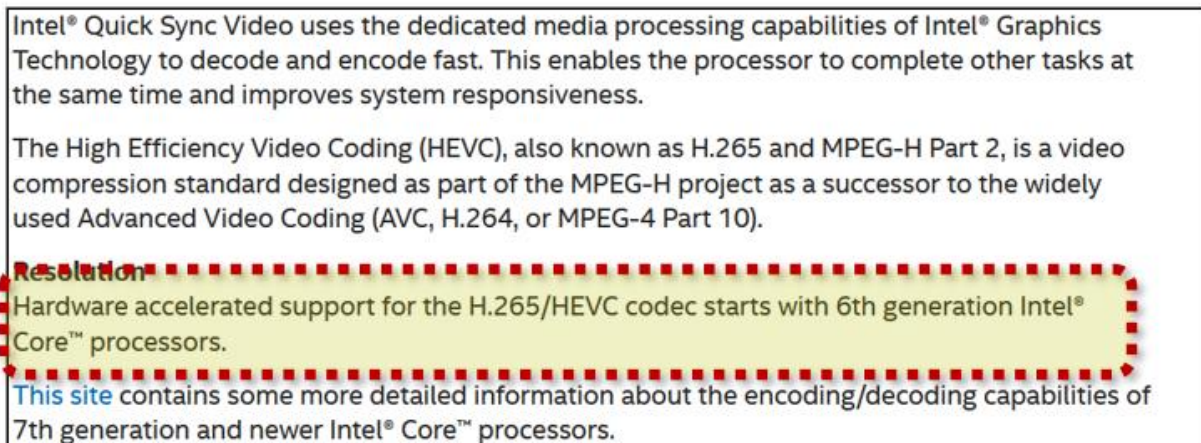 Intel® Quick Sync Video uses the dedicated media processing capabilities of Intel® Graphics
Technology to decode and encode fast. This enables the processor to complete other tasks at
the same time and improves system responsiveness.
The High Efficiency Video Coding (HEVC), also known as H.265 and MPEG-H Part 2, is a video
compression standard designed as part of the MPEG-H project as a successor to the widely
used Advanced Video Coding (AVC, H.264, or MPEG-4 Part 10).
Resolution
Hardware accelerated support for the H.265/HEVC codec starts with 6th generation Intel®
Core™ processors.
This site contains some more detailed information about the encoding/decoding capabilities of
7th generation and newer Intel® Core™ processors.